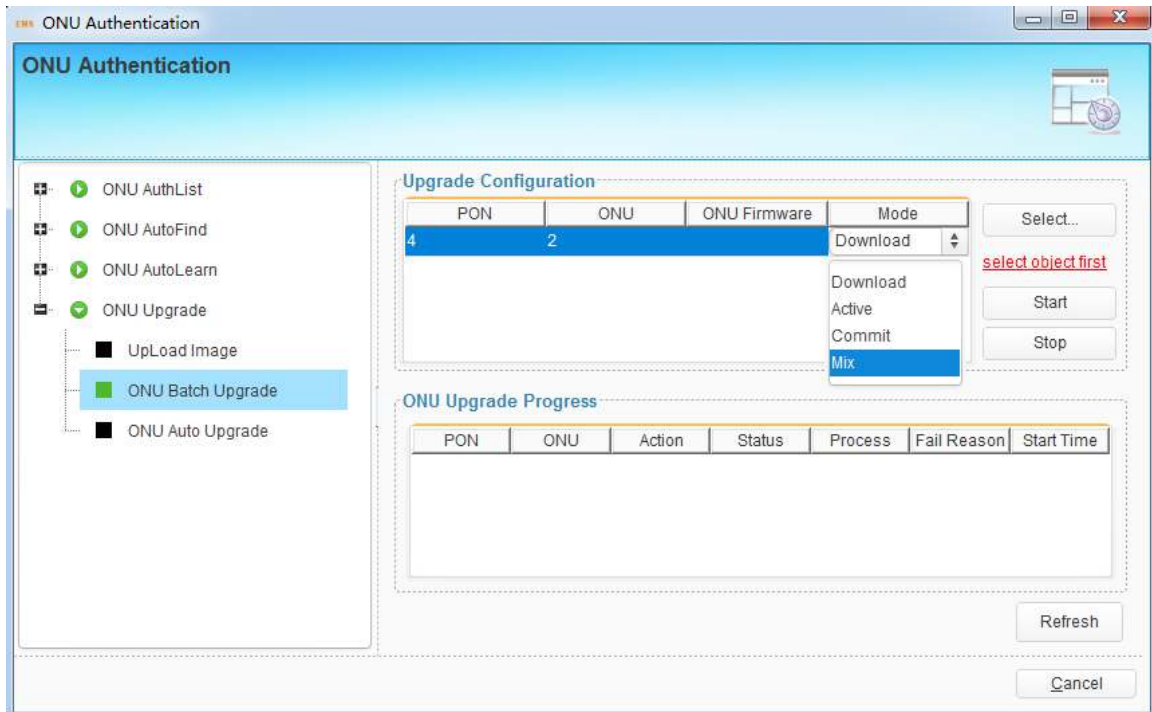 EMS ONU Authentication
ONU Authentication
ONU AuthList
ONU AutoFind
ONU AutoLearn
ONU Upgrade
UpLoad Image
ONU Batch Upgrade
ONU Auto Upgrade
Upgrade Configuration
PON ONU ONU Firmware Mode
4 2 Download
Download
Active
Commit
Mix
Select...
select object first
Start
Stop
ONU Upgrade Progress
PON ONU Action Status Process Fail Reason Start Time
Refresh
Cancel